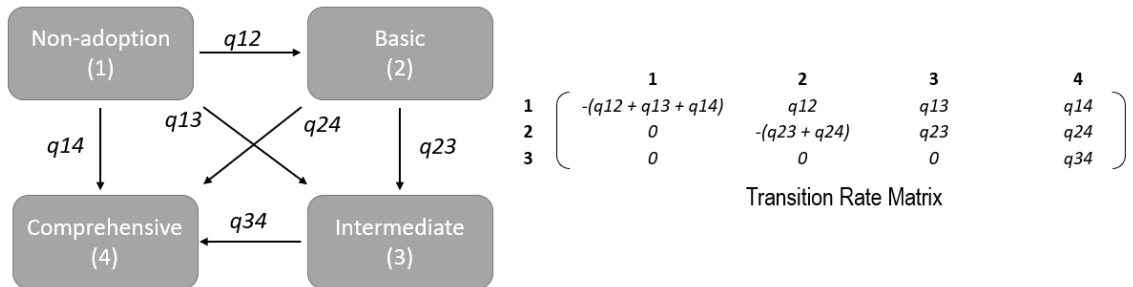 Non-adoption
(1)
q12
Basic
(2)
q14
q13
q24
q23
Comprehensive
(4)
q34
Intermediate
(3)
1 2 3 4
1 -(q12 + q13 + q14) q12 q13 q14
2 0 -(q23 + q24) q23 q24
3 0 0 0 q34
Transition Rate Matrix